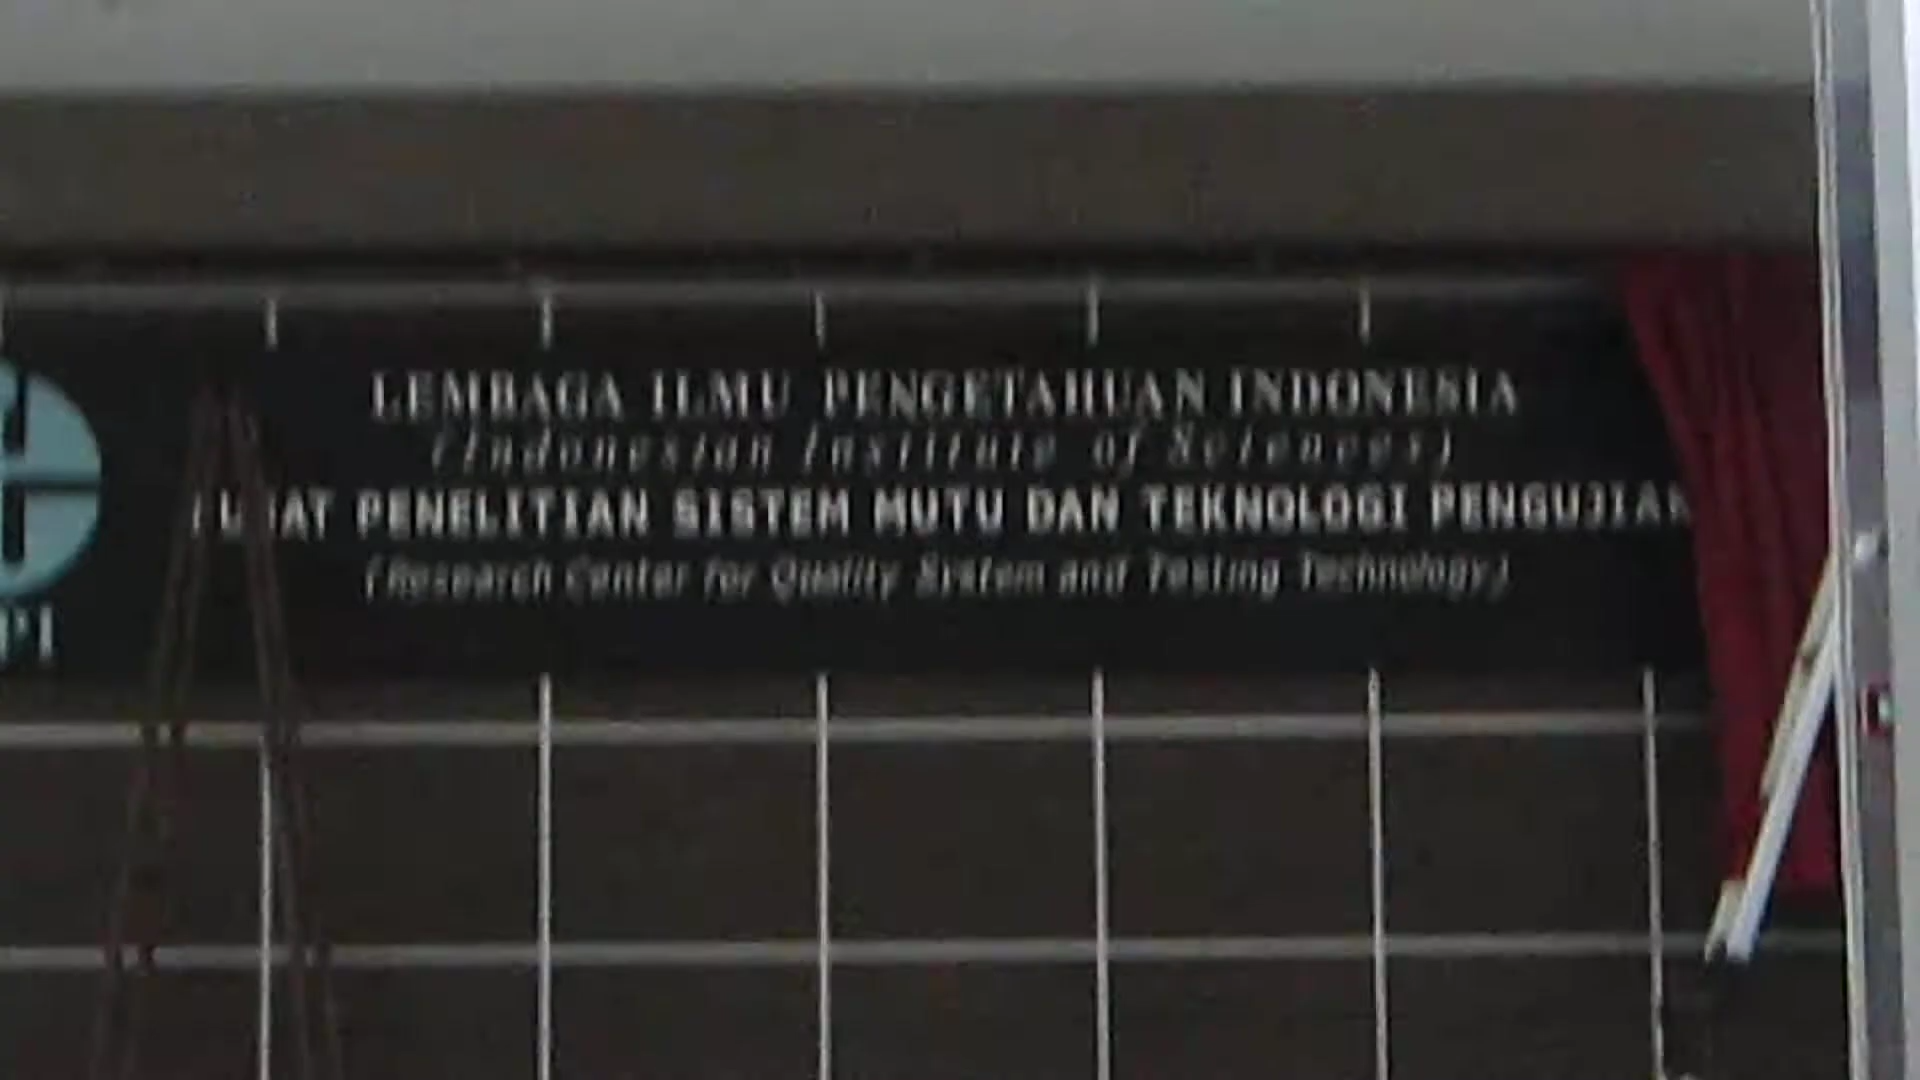 LEMBAGA ILMU PENGETAHUAN INDONESIA
(Indonesian Institute of Sciences)
PENELITIAN SISTEM MUTU DAN TEKNOLOGI PENGUJIAN
(Research Center for Quality System and Testing Technology)